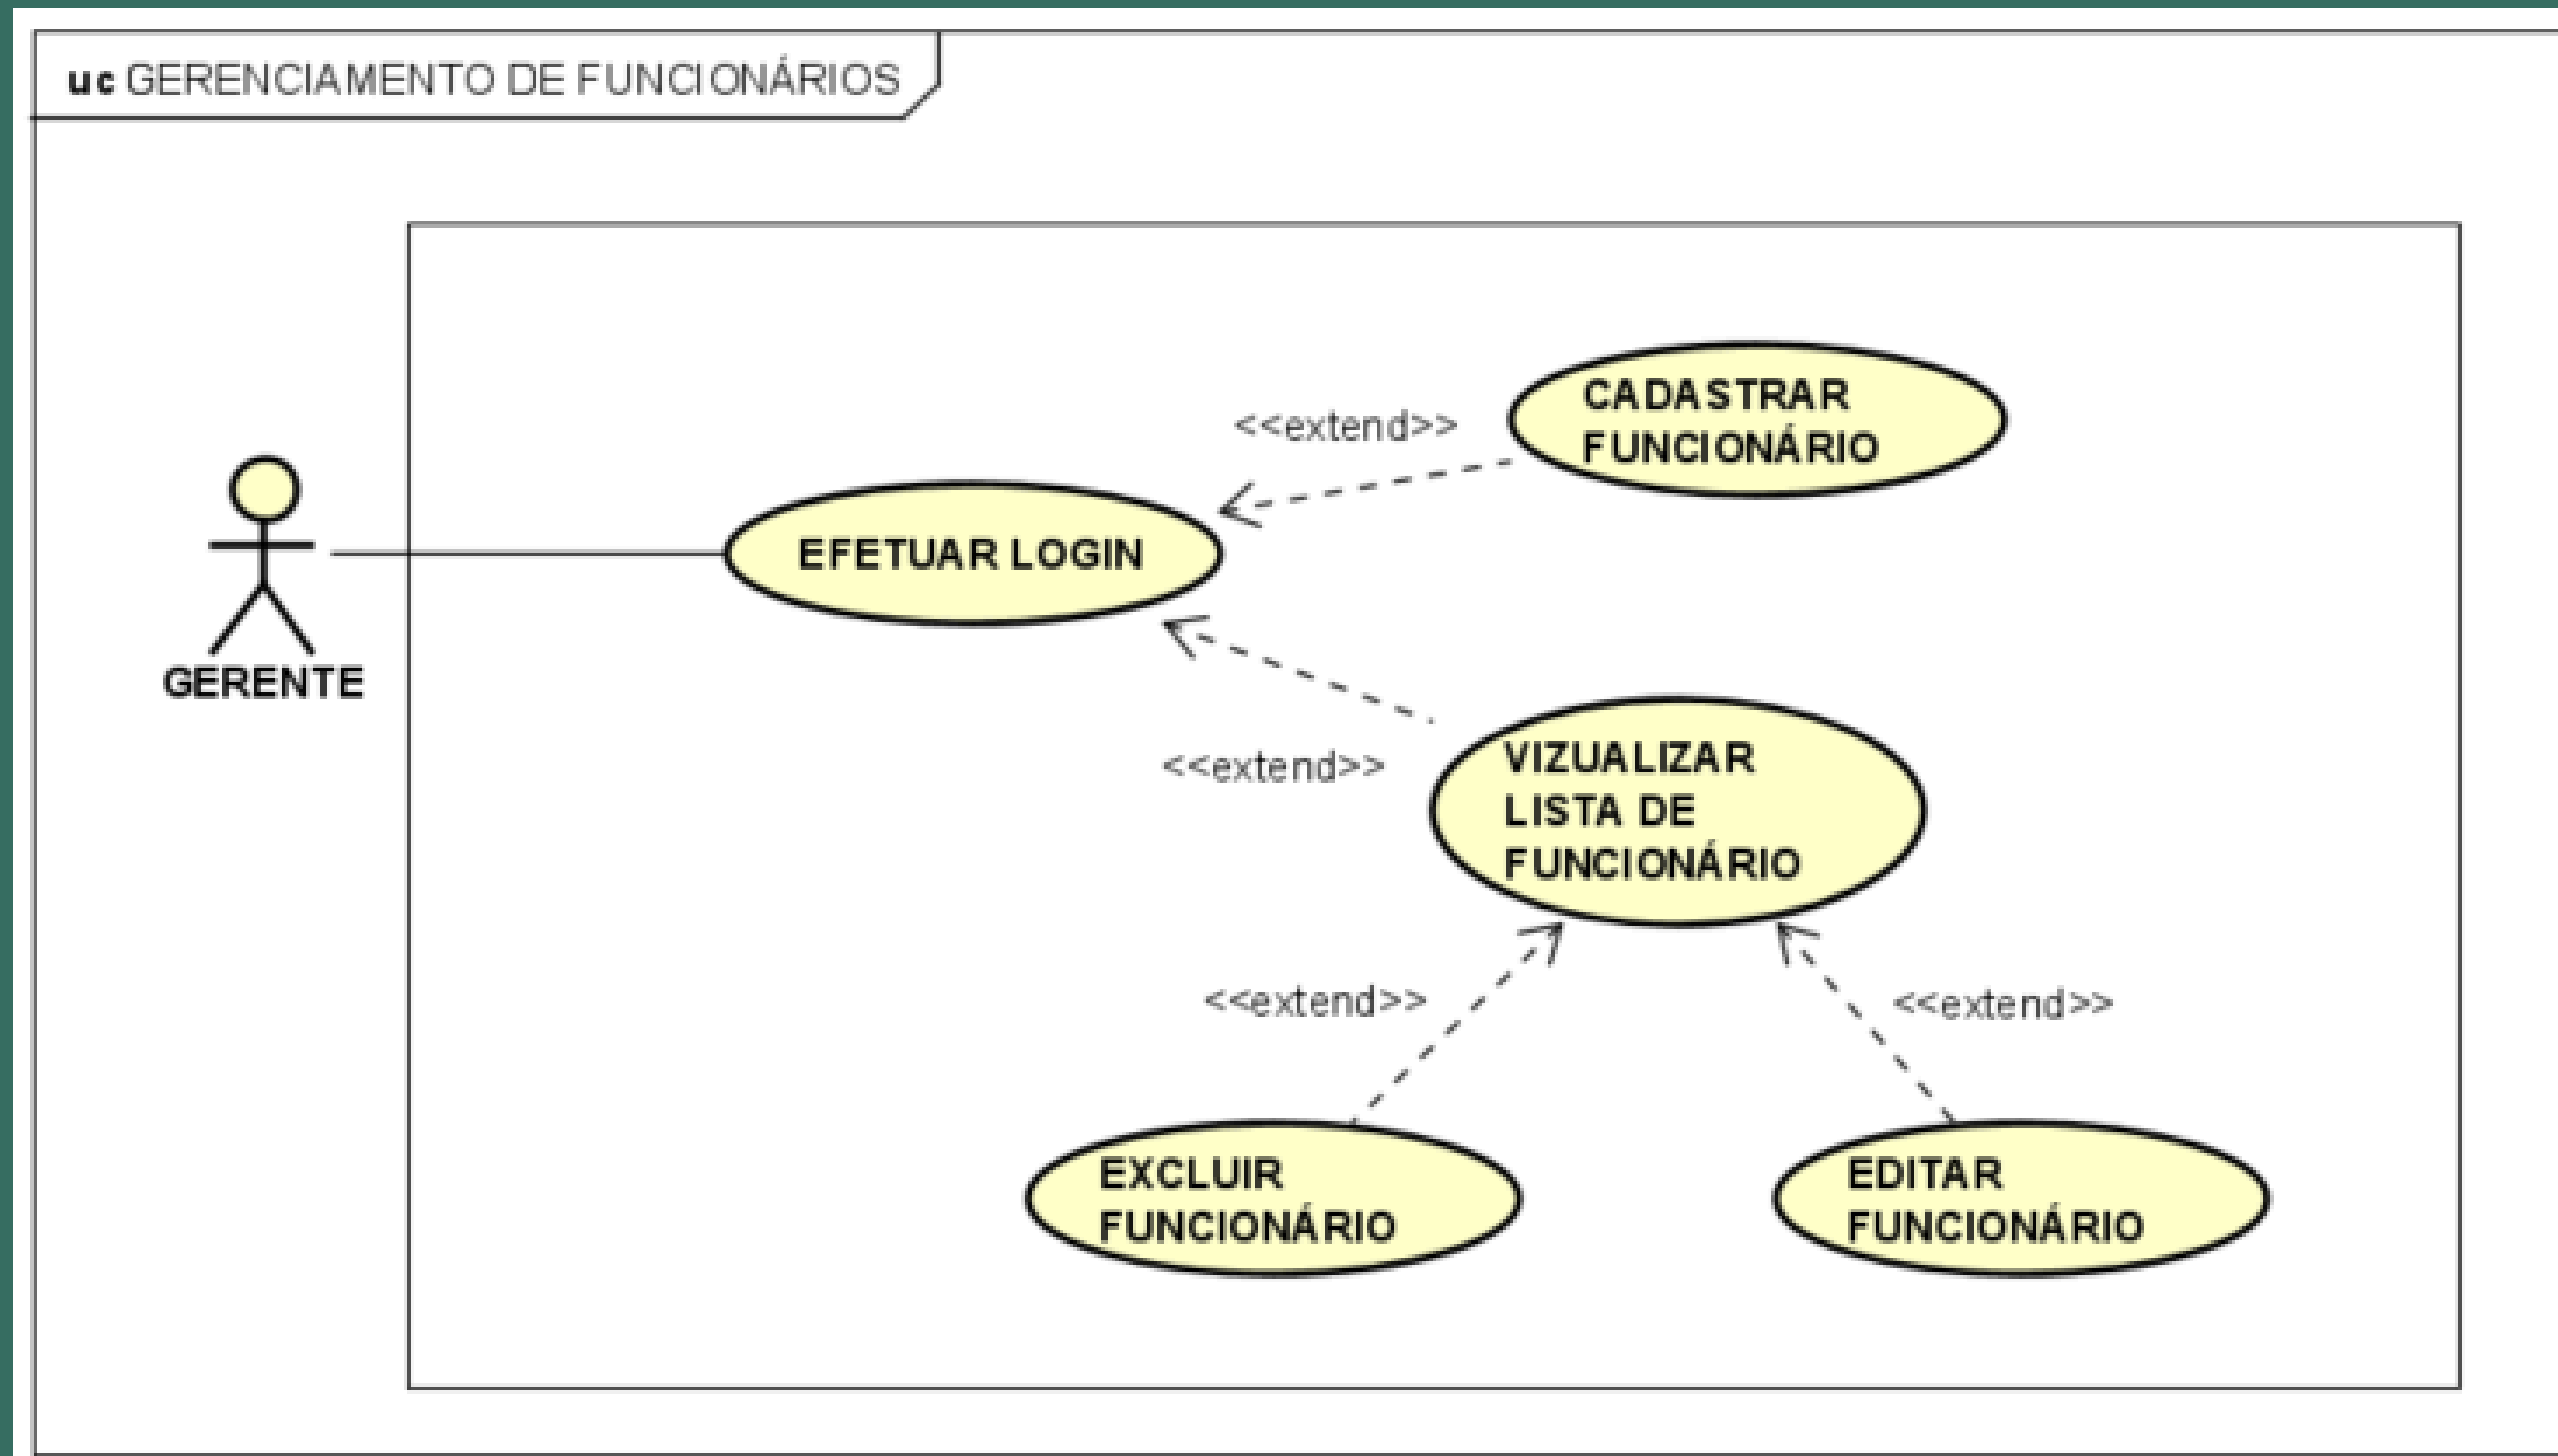 uc GERENCIAMENTO DE FUNCIONÁRIOS
<<extend>>
CADASTRAR
FUNCIONÁRIO
EFETUAR LOGIN
GERENTE
<<extend>>
VIZUALIZAR
LISTA DE
FUNCIONÁRIO
<<extend>>
<<extend>>
EXCLUIR
FUNCIONÁRIO
EDITAR
FUNCIONÁRIO